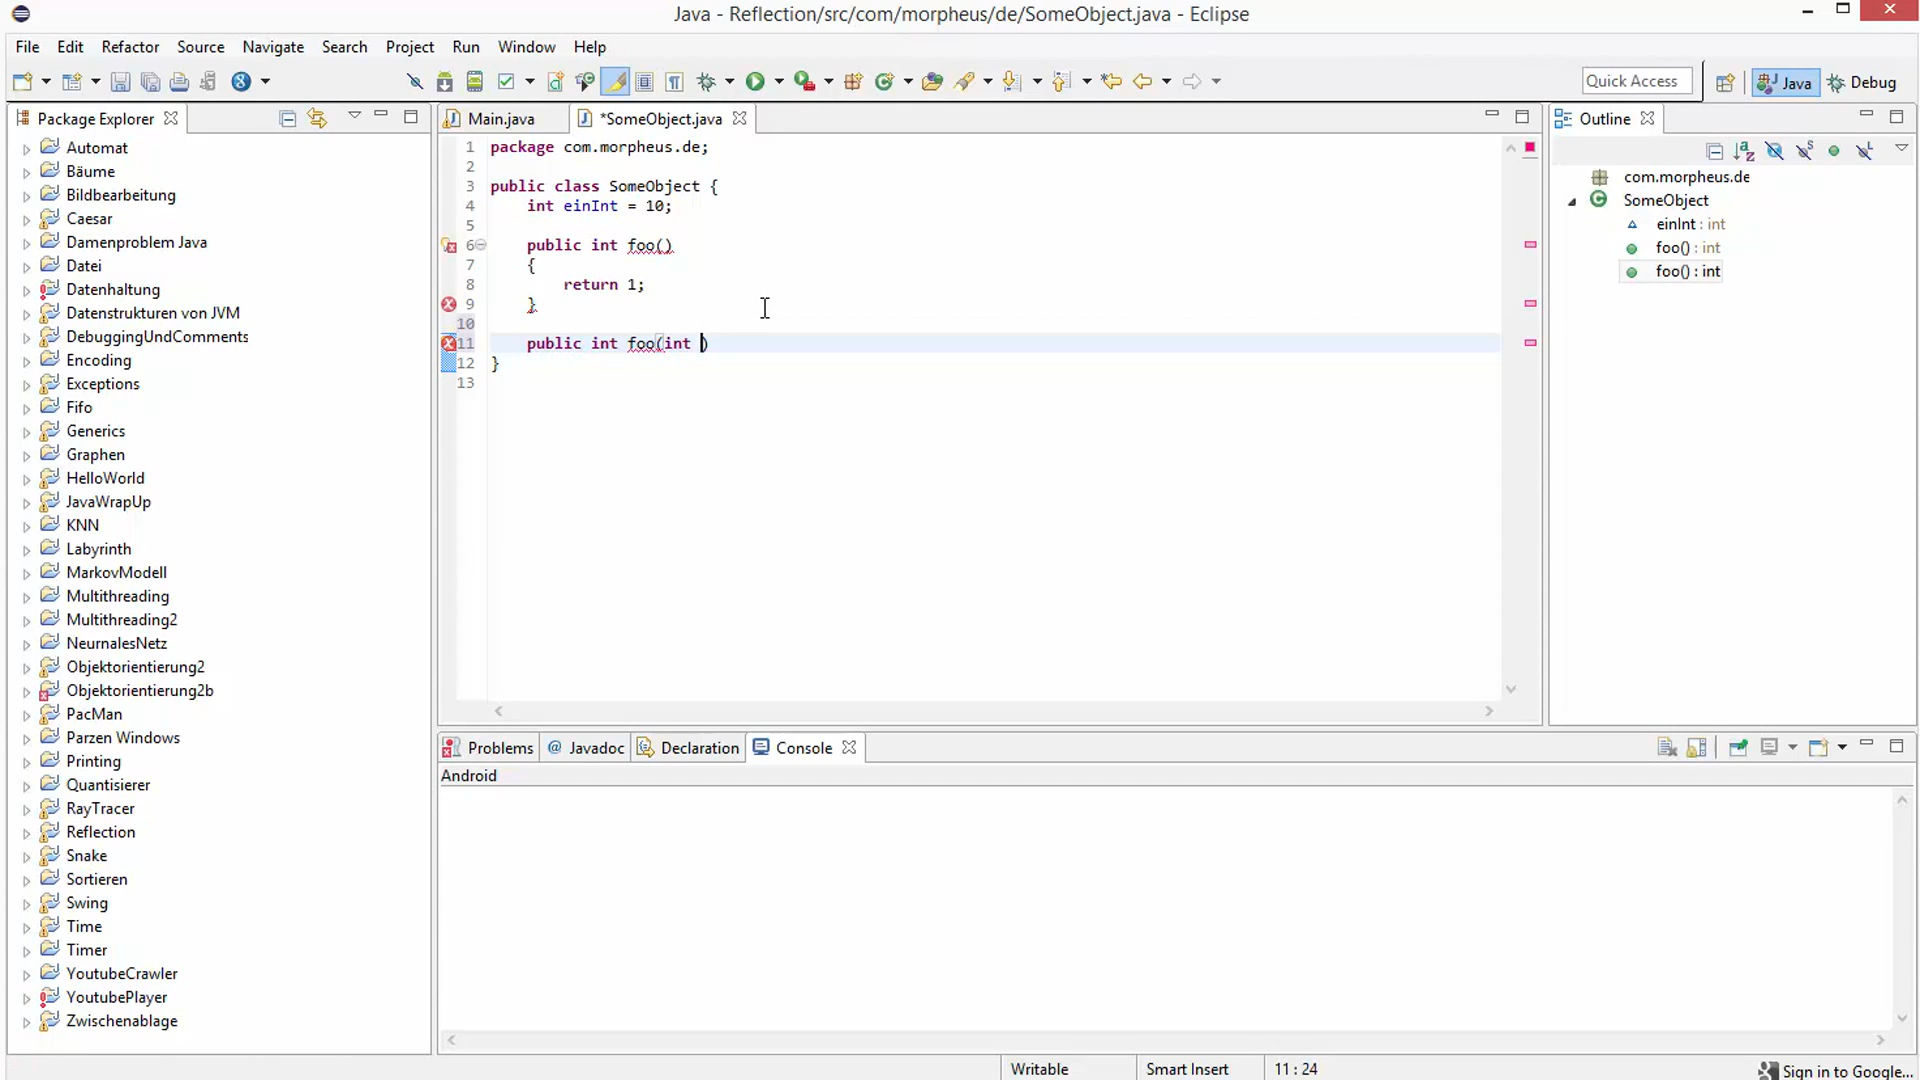 Java - Reflection/src/com/morpheus/de/SomeObject.java - Eclipse
File Edit Refactor Source Navigate Search Project Run Window Help
Quick Access
Java
Debug
Package Explorer
Automat
Bäume
Bildbearbeitung
Caesar
Damenproblem Java
Datei
Datenhaltung
Datenstrukturen von JVM
DebuggingUndComments
Encoding
Exceptions
Fifo
Generics
Graphen
HelloWorld
JavaWrapUp
KNN
Labyrinth
MarkovModell
Multithreading
Multithreading2
NeurnalesNetz
Objektorientierung2
Objektorientierung2b
PacMan
Parzen Windows
Printing
Quantisierer
RayTracer
Reflection
Snake
Sortieren
Swing
Time
Timer
YoutubeCrawler
YoutubePlayer
Zwischenablage
Main.java
*SomeObject.java
1 package com.morpheus.de;
2
3 public class SomeObject {
4 int einInt = 10;
5
6 public int foo()
7 {
8 return 1;
9 }
10
11 public int foo(int )
12 }
13
Outline
com.morpheus.de
SomeObject
einInt : int
foo() : int
foo() : int
Problems @ Javadoc Declaration Console
Android
Writable
Smart Insert
11 : 24
Sign in to Google...